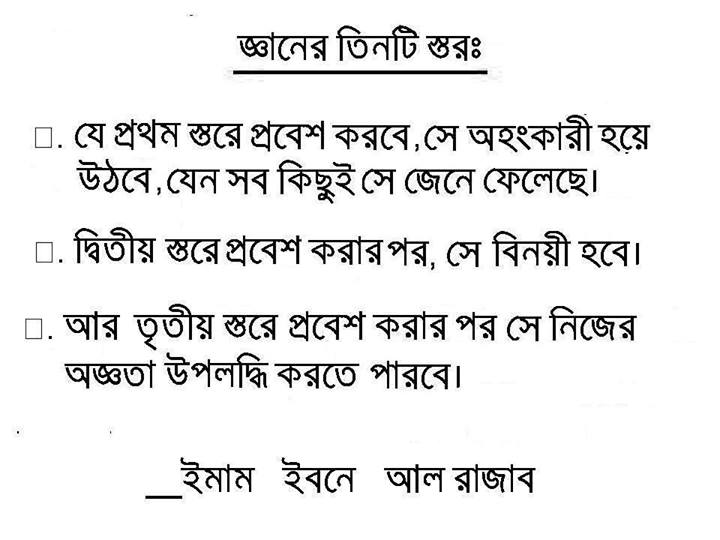 জ্ঞানের তিনটি স্তরঃ
□. যে প্রথম স্তরে প্রবেশ করবে,সে অহংকারী হয়ে
উঠবে,যেন সব কিছুই সে জেনে ফেলেছে।
□. দ্বিতীয় স্তরে প্রবেশ করার পর, সে বিনয়ী হবে।
□. আর তৃতীয় স্তরে প্রবেশ করার পর সে নিজের
অজ্ঞতা উপলদ্ধি করতে পারবে।
__ইমাম ইবনে আল রাজাব